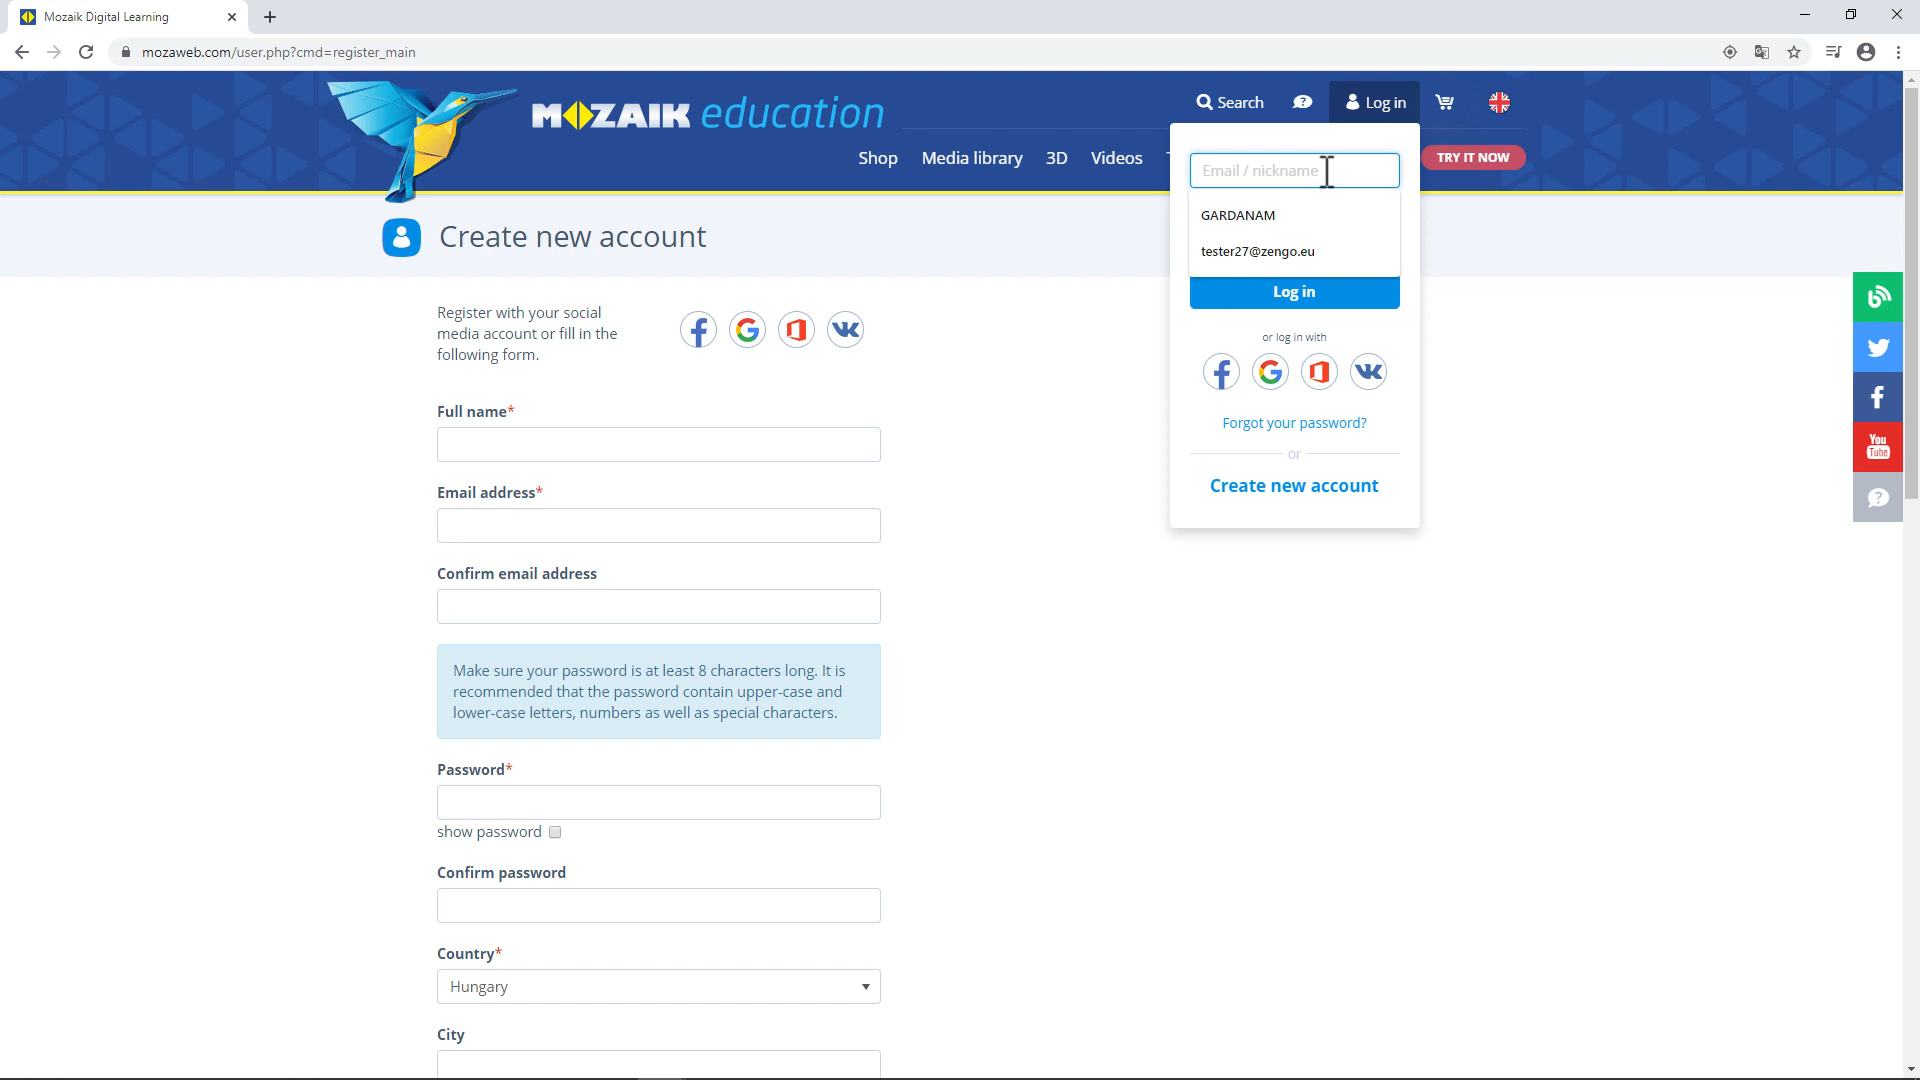 Mozaik Digital Learning
mozaweb.com/user.php?cmd=register_main
MOZAIK education
Search
Log in
Shop
Media library
3D
Videos
TRY IT NOW
Email / nickname
GARDANAM
tester27@zengo.eu
Log in
or log in with
Forgot your password?
or
Create new account
Create new account
Register with your social
media account or fill in the
following form.
Full name*
Email address*
Confirm email address
Make sure your password is at least 8 characters long. It is
recommended that the password contain upper-case and
lower-case letters, numbers as well as special characters.
Password*
show password
Confirm password
Country*
Hungary
City
You
Tube